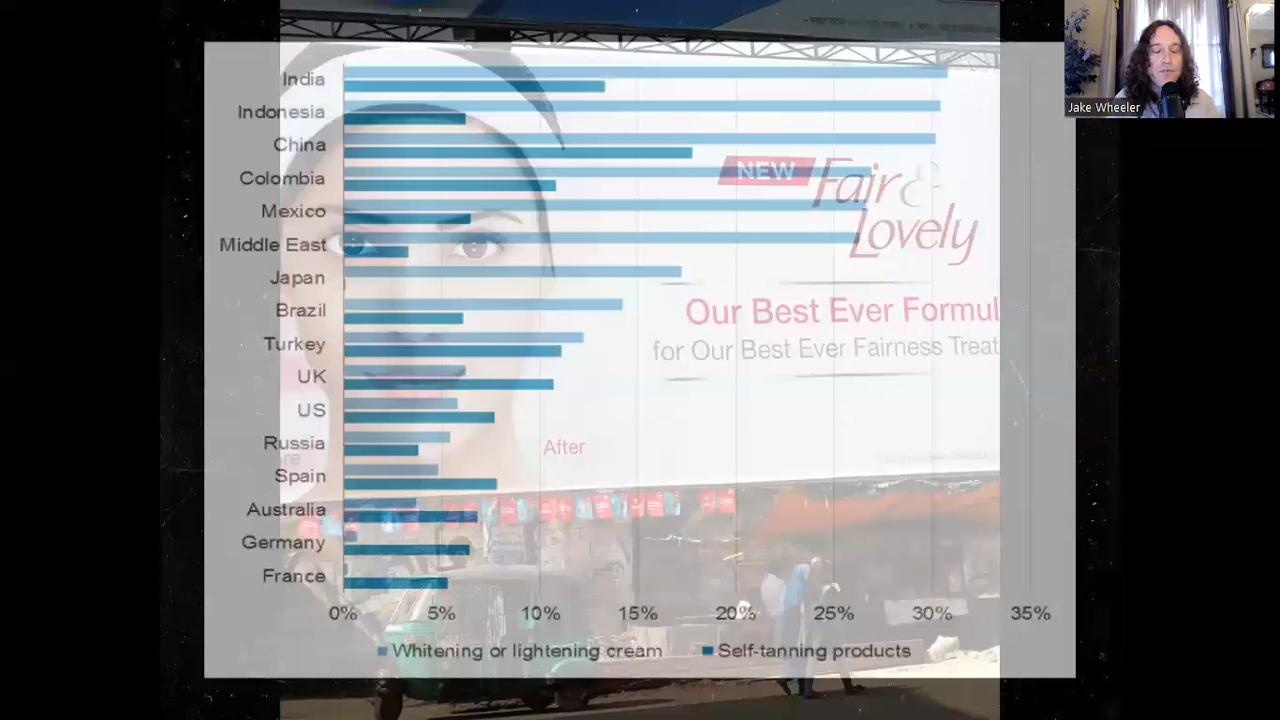 Jake Wheeler
India
Indonesia
China
Colombia
Mexico
Middle East
Japan
Brazil
Turkey
UK
US
Russia
Spain
Australia
Germany
France
0% 5% 10% 15% 20% 25% 30% 35%
Whitening or lightening cream Self-tanning products
NEW Fair &
Lovely
Our Best Ever Formul
for Our Best Ever Fairness Treat
After